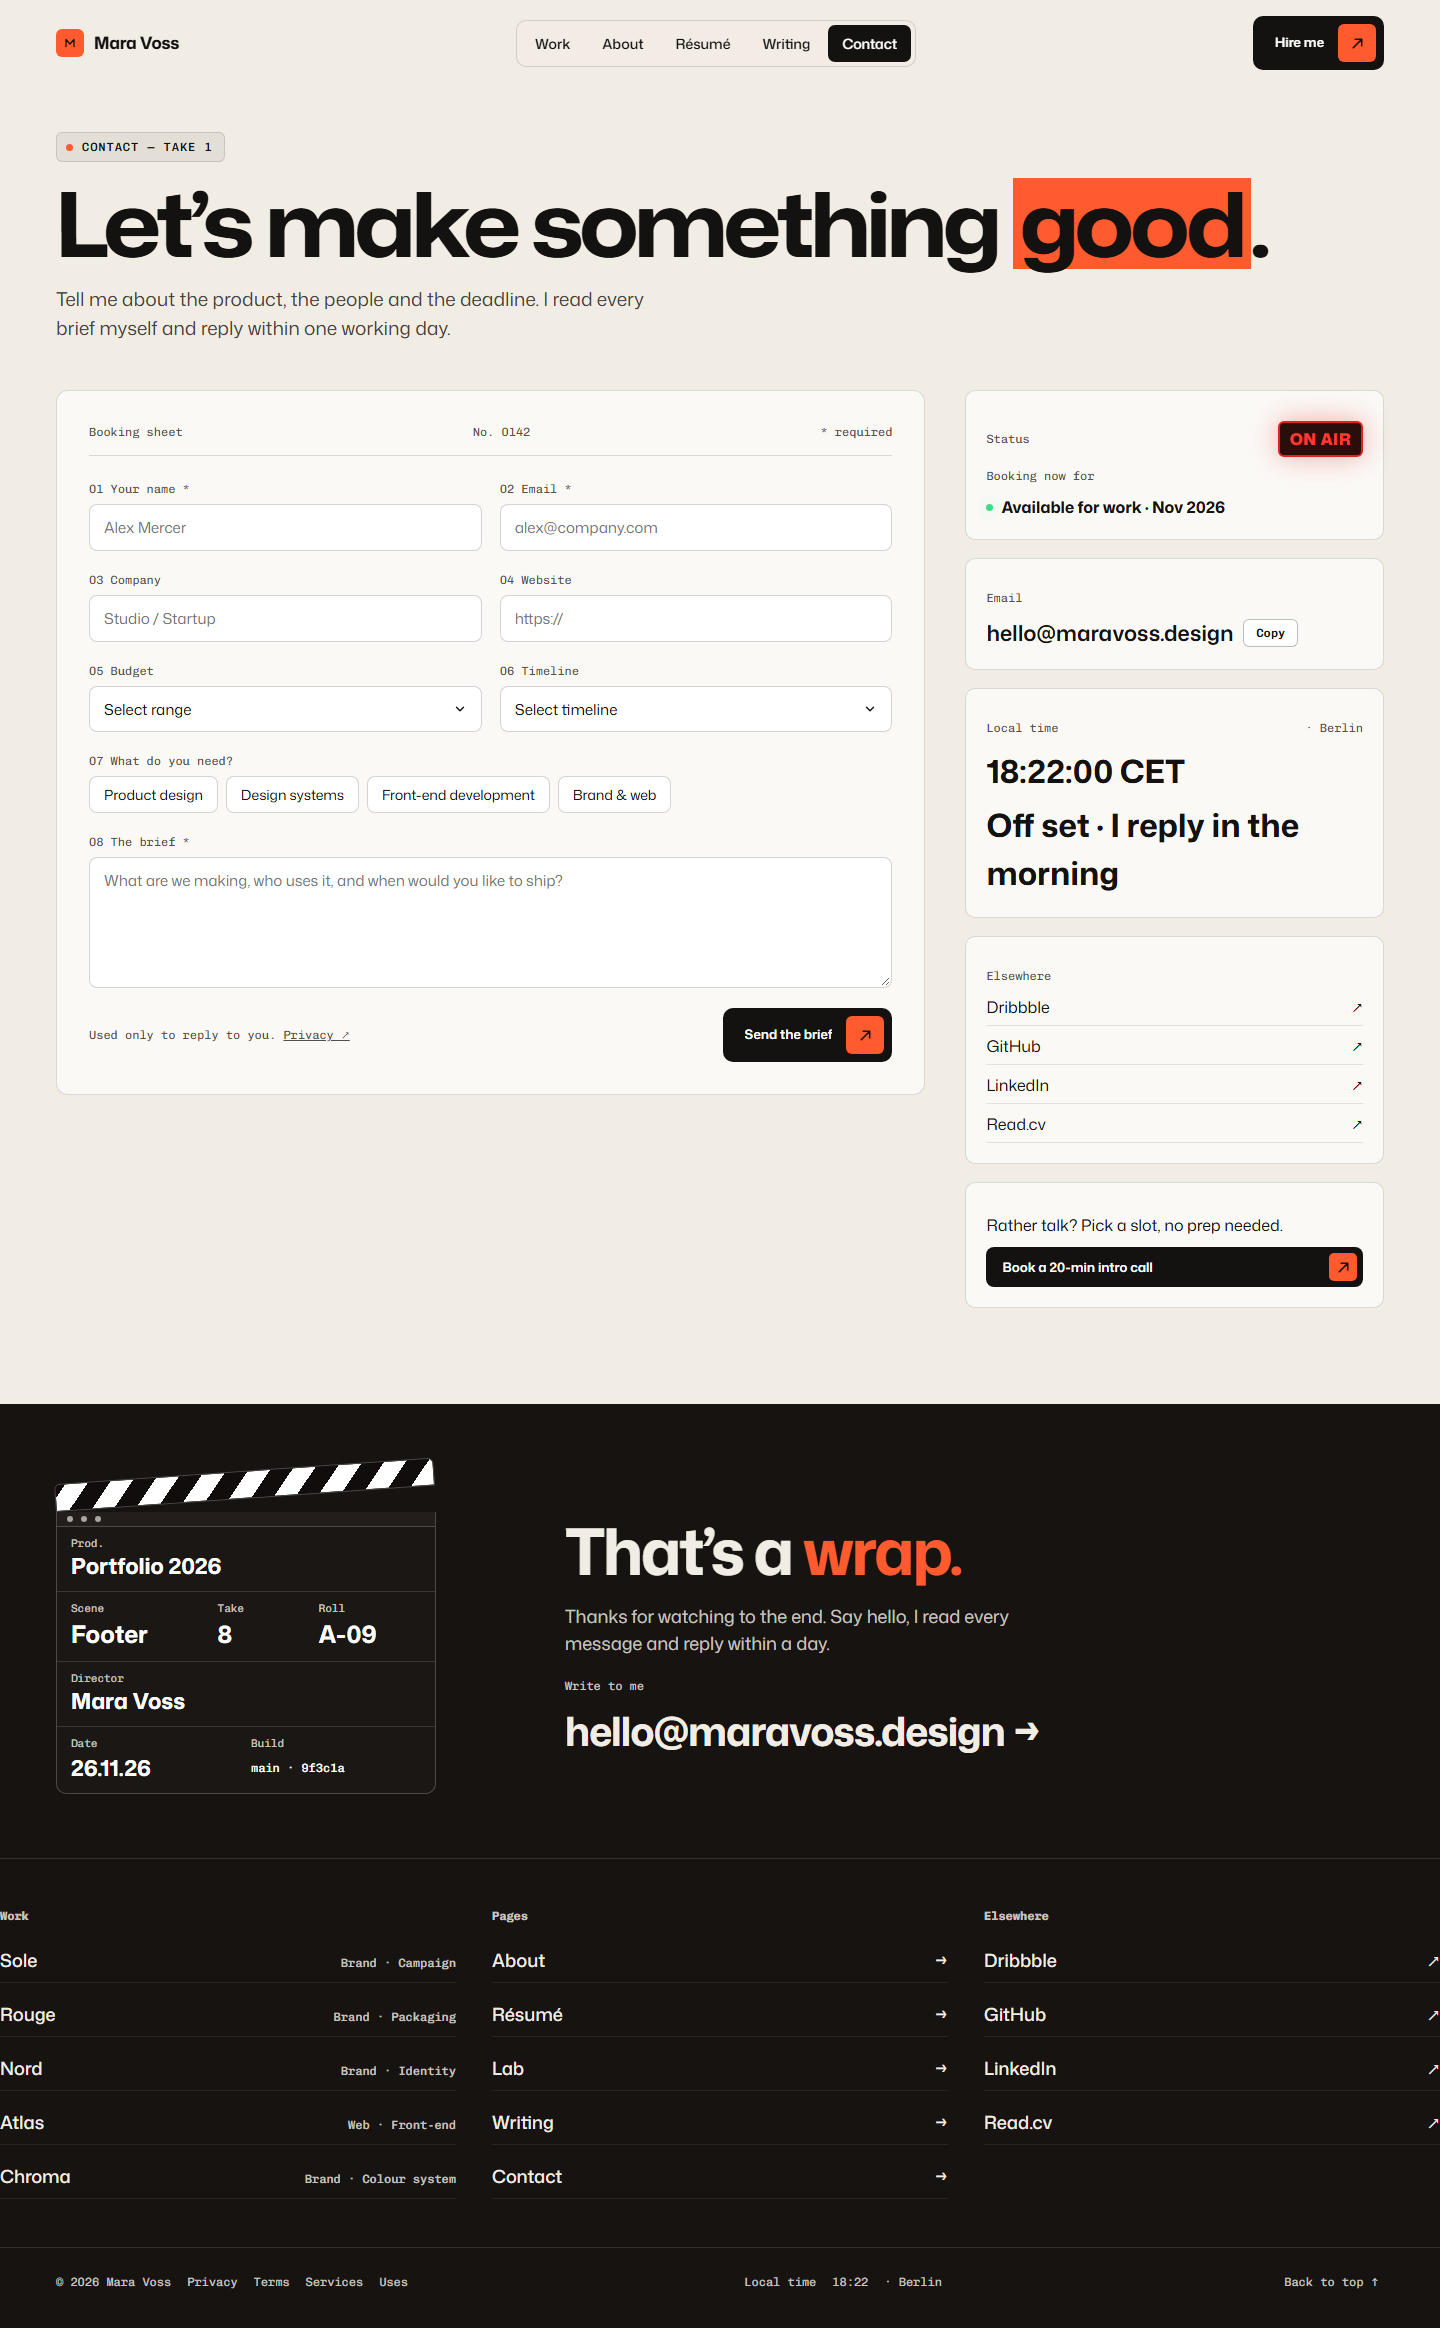 M Mara Voss
Work About Résumé Writing Contact
Hire me
CONTACT — TAKE 1
Let’s make something good.
Tell me about the product, the people and the deadline. I read every
brief myself and reply within one working day.
Booking sheet No. 0142 * required
01 Your name * 02 Email *
Alex Mercer alex@company.com
03 Company 04 Website
Studio / Startup https://
05 Budget 06 Timeline
Select range Select timeline
07 What do you need?
Product design Design systems Front-end development Brand & web
08 The brief *
What are we making, who uses it, and when would you like to ship?
Used only to reply to you. Privacy ↗
Send the brief
Status ON AIR
Booking now for
Available for work · Nov 2026
Email
hello@maravoss.design Copy
Local time · Berlin
18:22:00 CET
Off set · I reply in the
morning
Elsewhere
Dribbble ↗
GitHub ↗
LinkedIn ↗
Read.cv ↗
Rather talk? Pick a slot, no prep needed.
Book a 20-min intro call
Prod.
Portfolio 2026
Scene Take Roll
Footer 8 A-09
Director
Mara Voss
Date Build
26.11.26 main · 9f3c1a
That’s a wrap.
Thanks for watching to the end. Say hello, I read every
message and reply within a day.
Write to me
hello@maravoss.design →
Work
Sole Brand · Campaign
Rouge Brand · Packaging
Nord Brand · Identity
Atlas Web · Front-end
Chroma Brand · Colour system
Pages
About →
Résumé →
Lab →
Writing →
Contact →
Elsewhere
Dribbble ↗
GitHub ↗
LinkedIn ↗
Read.cv ↗
© 2026 Mara Voss Privacy Terms Services Uses
Local time 18:22 · Berlin
Back to top ↑